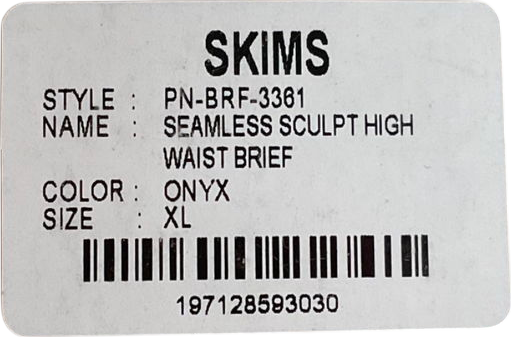 SKIMS
STYLE : PN-BRF-3361
NAME : SEAMLESS SCULPT HIGH
WAIST BRIEF
COLOR : ONYX
SIZE : XL
197128593030